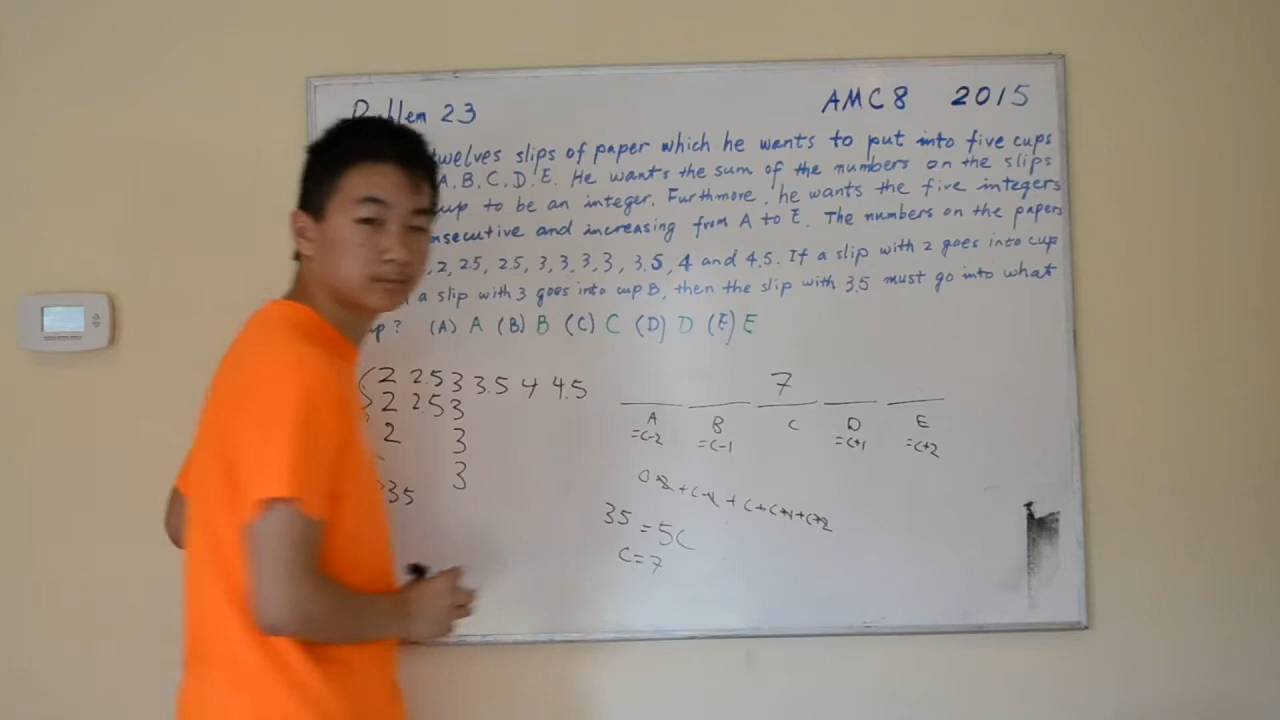 Problem 23
AMC8 2015
twelves slips of paper which he wants to put into five cups
A, B, C, D, E. He wants the sum of the numbers on the slips
cup to be an integer. Furthmore, he wants the five integers
nsecutive and increasing from A to E. The numbers on the papers
, 2, 2.5, 2.5, 3, 3, 3, 3, 3.5, 4 and 4.5. If a slip with 2 goes into cup
a slip with 3 goes into cup B, then the slip with 3.5 must go into what
up? (A) A (B) B (C) C (D) D (E) E
2 2.5 3 3.5 4 4.5
2 2.5 3
2 3
3
35
7
A B C D E
=C-2 =C-1 =C+1 =C+2
C-2+C-1+C+C+1+C+2
35 = 5C
C=7